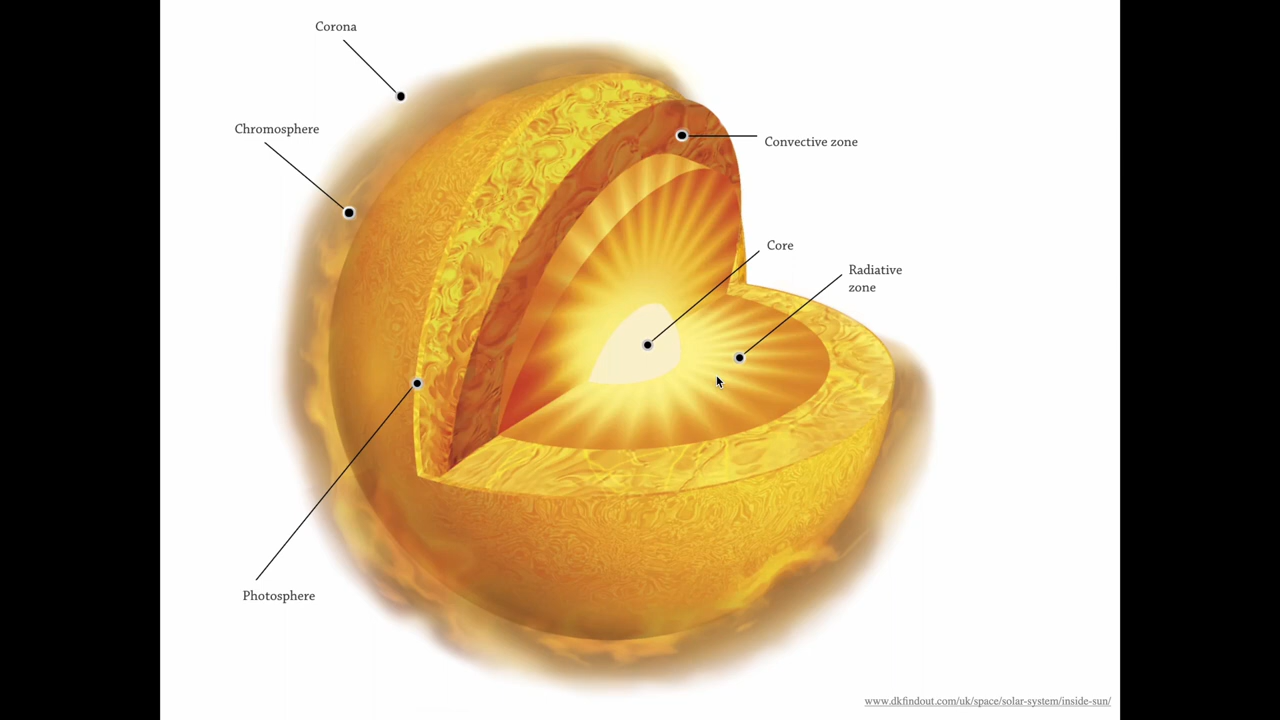 Corona
Chromosphere
Convective zone
Core
Radiative
zone
Photosphere
www.dkfindout.com/uk/space/solar-system/inside-sun/